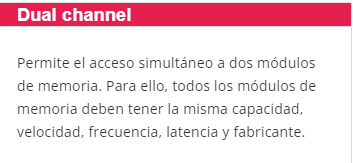 Dual channel
Permite el acceso simultáneo a dos módulos
de memoria. Para ello, todos los módulos de
memoria deben tener la misma capacidad,
velocidad, frecuencia, latencia y fabricante.